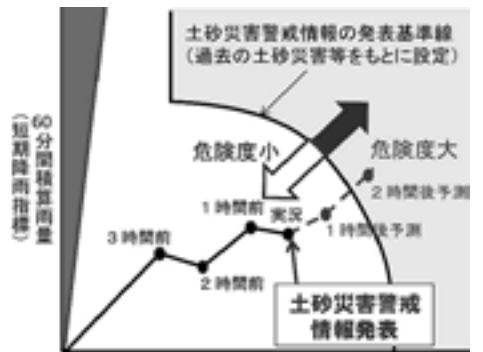 土砂災害警戒情報の発表基準線
(過去の土砂災害等をもとに設定)
危険度小
危険度大
2時間後予測
1時間前
実況
1時間後予測
3時間前
2時間前
土砂災害警戒
情報発表
60分間積算雨量
(短期降雨指標)